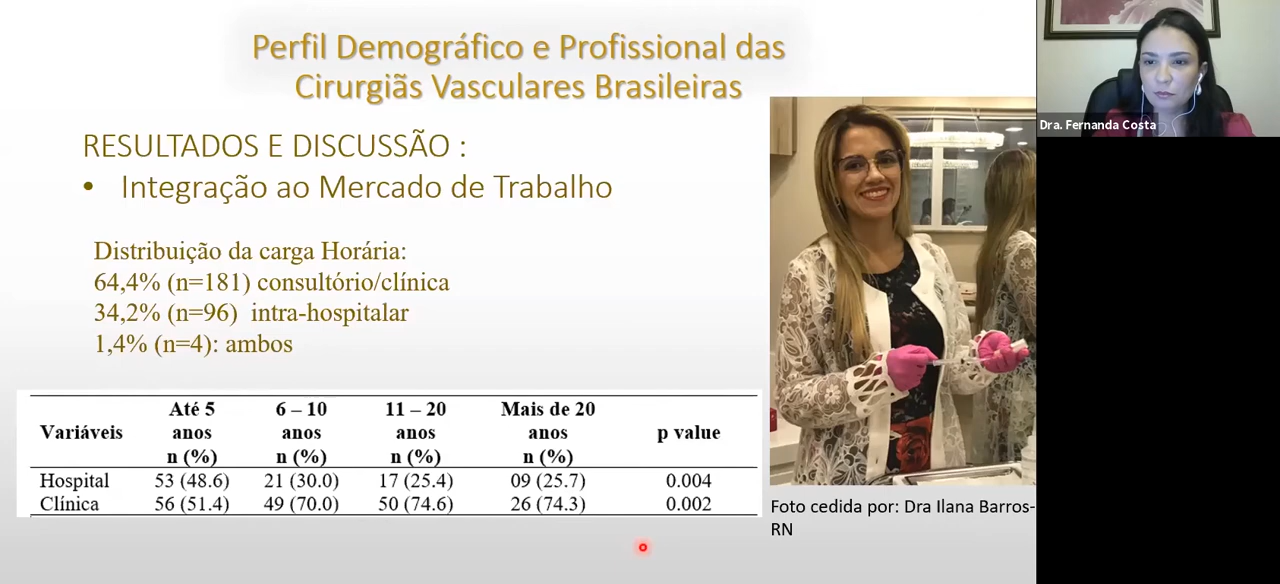 Perfil Demográfico e Profissional das
Cirurgiãs Vasculares Brasileiras
RESULTADOS E DISCUSSÃO :
• Integração ao Mercado de Trabalho
Distribuição da carga Horária:
64,4% (n=181) consultório/clínica
34,2% (n=96) intra-hospitalar
1,4% (n=4): ambos
Variáveis Até 5 anos n (%) 6 – 10 anos n (%) 11 – 20 anos n (%) Mais de 20 anos n (%) p value
Hospital 53 (48.6) 21 (30.0) 17 (25.4) 09 (25.7) 0.004
Clínica 56 (51.4) 49 (70.0) 50 (74.6) 26 (74.3) 0.002
Foto cedida por: Dra Ilana Barros-
RN
Dra. Fernanda Costa